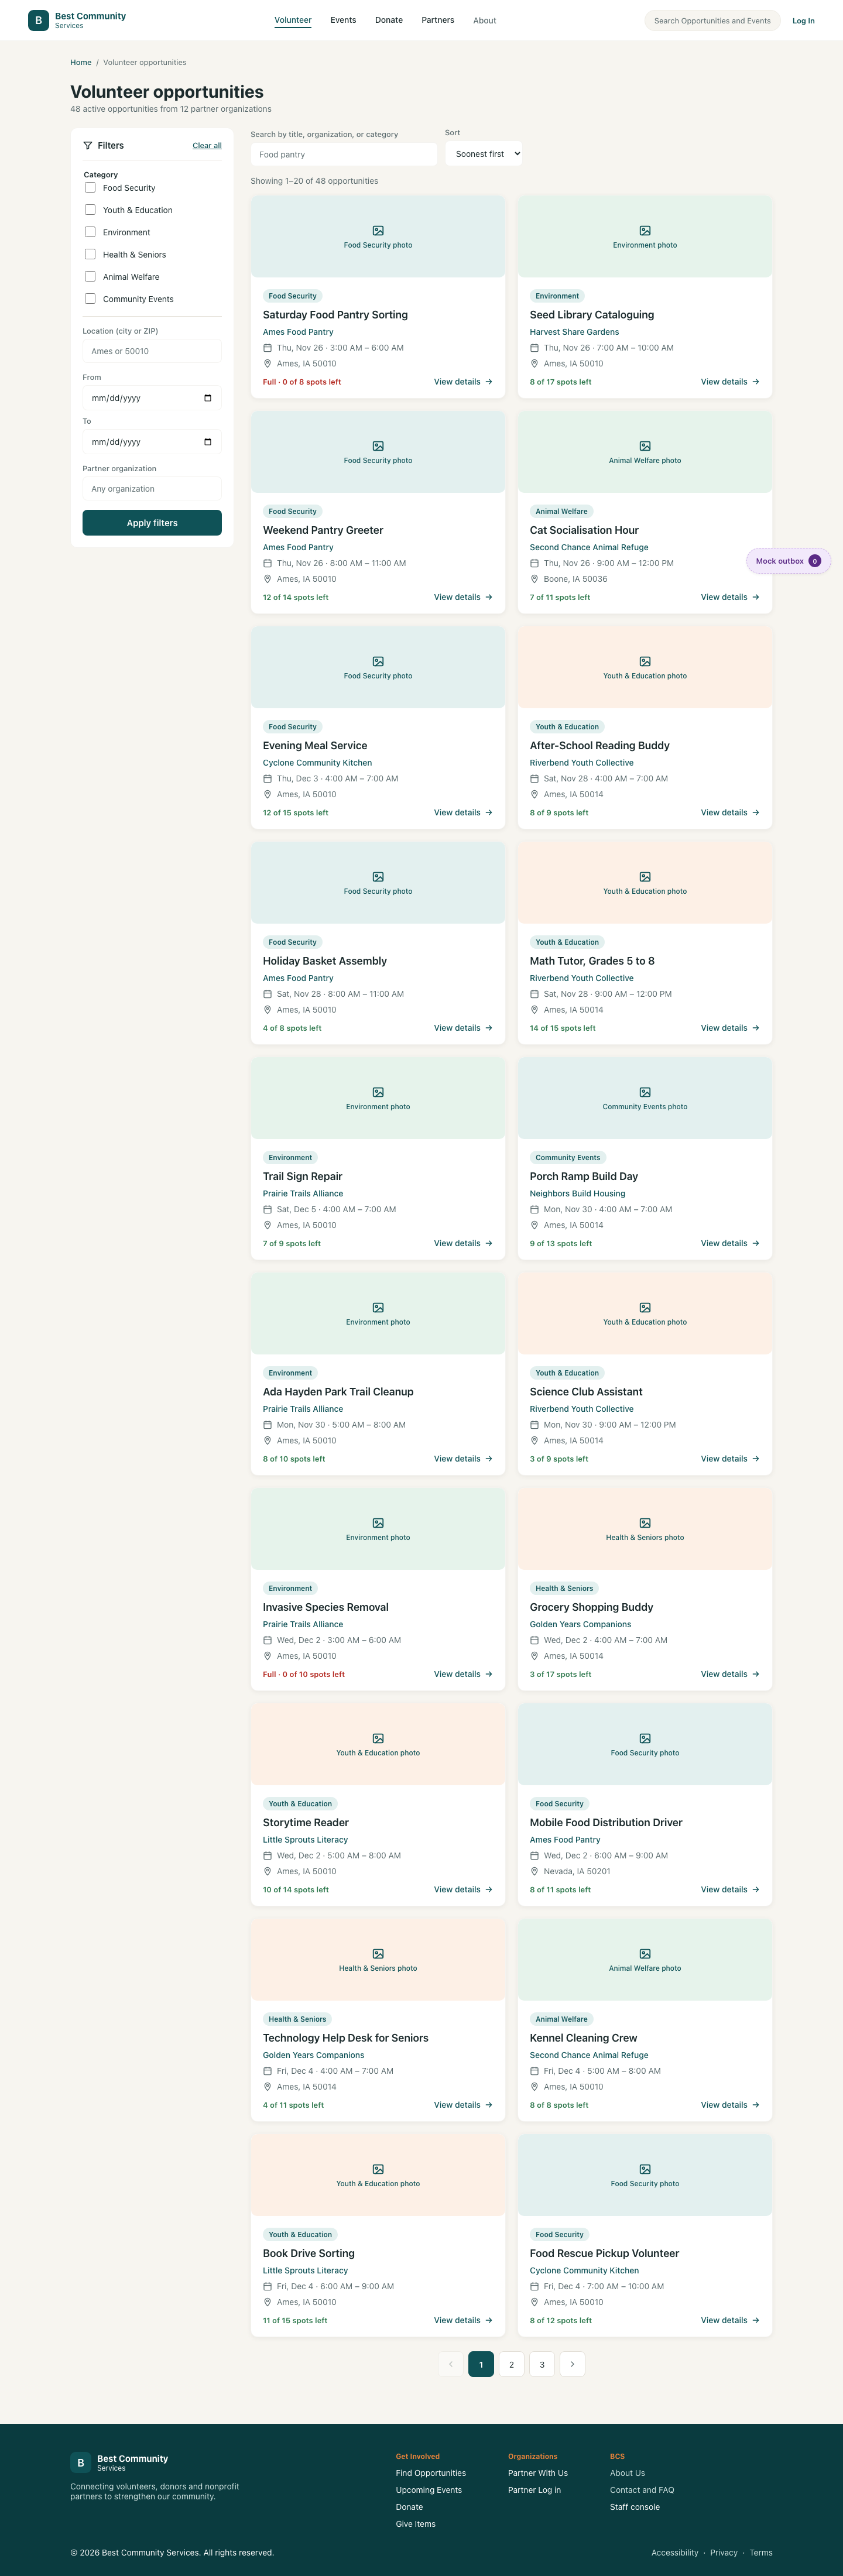 B
Best Community
Services
Volunteer
Events
Donate
Partners
About
Search Opportunities and Events
Log In
Home / Volunteer opportunities
Volunteer opportunities
48 active opportunities from 12 partner organizations
Filters
Clear all
Category
Food Security
Youth & Education
Environment
Health & Seniors
Animal Welfare
Community Events
Location (city or ZIP)
Ames or 50010
From
mm/dd/yyyy
To
mm/dd/yyyy
Partner organization
Any organization
Apply filters
Search by title, organization, or category
Food pantry
Sort
Soonest first
Showing 1–20 of 48 opportunities
Food Security photo
Food Security
Saturday Food Pantry Sorting
Ames Food Pantry
Thu, Nov 26 · 3:00 AM – 6:00 AM
Ames, IA 50010
Full · 0 of 8 spots left
View details →
Environment photo
Environment
Seed Library Cataloguing
Harvest Share Gardens
Thu, Nov 26 · 7:00 AM – 10:00 AM
Ames, IA 50010
8 of 17 spots left
View details →
Food Security photo
Food Security
Weekend Pantry Greeter
Ames Food Pantry
Thu, Nov 26 · 8:00 AM – 11:00 AM
Ames, IA 50010
12 of 14 spots left
View details →
Animal Welfare photo
Animal Welfare
Cat Socialisation Hour
Second Chance Animal Refuge
Thu, Nov 26 · 9:00 AM – 12:00 PM
Boone, IA 50036
7 of 11 spots left
View details →
Mock outbox 0
Food Security photo
Food Security
Evening Meal Service
Cyclone Community Kitchen
Thu, Dec 3 · 4:00 AM – 7:00 AM
Ames, IA 50010
12 of 15 spots left
View details →
Youth & Education photo
Youth & Education
After-School Reading Buddy
Riverbend Youth Collective
Sat, Nov 28 · 4:00 AM – 7:00 AM
Ames, IA 50014
8 of 9 spots left
View details →
Food Security photo
Food Security
Holiday Basket Assembly
Ames Food Pantry
Sat, Nov 28 · 8:00 AM – 11:00 AM
Ames, IA 50010
4 of 8 spots left
View details →
Youth & Education photo
Youth & Education
Math Tutor, Grades 5 to 8
Riverbend Youth Collective
Sat, Nov 28 · 9:00 AM – 12:00 PM
Ames, IA 50014
14 of 15 spots left
View details →
Environment photo
Environment
Trail Sign Repair
Prairie Trails Alliance
Sat, Dec 5 · 4:00 AM – 7:00 AM
Ames, IA 50010
7 of 9 spots left
View details →
Community Events photo
Community Events
Porch Ramp Build Day
Neighbors Build Housing
Mon, Nov 30 · 4:00 AM – 7:00 AM
Ames, IA 50014
9 of 13 spots left
View details →
Environment photo
Environment
Ada Hayden Park Trail Cleanup
Prairie Trails Alliance
Mon, Nov 30 · 5:00 AM – 8:00 AM
Ames, IA 50010
8 of 10 spots left
View details →
Youth & Education photo
Youth & Education
Science Club Assistant
Riverbend Youth Collective
Mon, Nov 30 · 9:00 AM – 12:00 PM
Ames, IA 50014
3 of 9 spots left
View details →
Environment photo
Environment
Invasive Species Removal
Prairie Trails Alliance
Wed, Dec 2 · 3:00 AM – 6:00 AM
Ames, IA 50010
Full · 0 of 10 spots left
View details →
Health & Seniors photo
Health & Seniors
Grocery Shopping Buddy
Golden Years Companions
Wed, Dec 2 · 4:00 AM – 7:00 AM
Ames, IA 50014
3 of 17 spots left
View details →
Youth & Education photo
Youth & Education
Storytime Reader
Little Sprouts Literacy
Wed, Dec 2 · 5:00 AM – 8:00 AM
Ames, IA 50010
10 of 14 spots left
View details →
Food Security photo
Food Security
Mobile Food Distribution Driver
Ames Food Pantry
Wed, Dec 2 · 6:00 AM – 9:00 AM
Nevada, IA 50201
8 of 11 spots left
View details →
Health & Seniors photo
Health & Seniors
Technology Help Desk for Seniors
Golden Years Companions
Fri, Dec 4 · 4:00 AM – 7:00 AM
Ames, IA 50014
4 of 11 spots left
View details →
Animal Welfare photo
Animal Welfare
Kennel Cleaning Crew
Second Chance Animal Refuge
Fri, Dec 4 · 5:00 AM – 8:00 AM
Ames, IA 50010
8 of 8 spots left
View details →
Youth & Education photo
Youth & Education
Book Drive Sorting
Little Sprouts Literacy
Fri, Dec 4 · 6:00 AM – 9:00 AM
Ames, IA 50010
11 of 15 spots left
View details →
Food Security photo
Food Security
Food Rescue Pickup Volunteer
Cyclone Community Kitchen
Fri, Dec 4 · 7:00 AM – 10:00 AM
Ames, IA 50010
8 of 12 spots left
View details →
‹ 1 2 3 ›
B
Best Community
Services
Connecting volunteers, donors and nonprofit
partners to strengthen our community.
Get Involved
Find Opportunities
Upcoming Events
Donate
Give Items
Organizations
Partner With Us
Partner Log in
BCS
About Us
Contact and FAQ
Staff console
© 2026 Best Community Services. All rights reserved.
Accessibility · Privacy · Terms